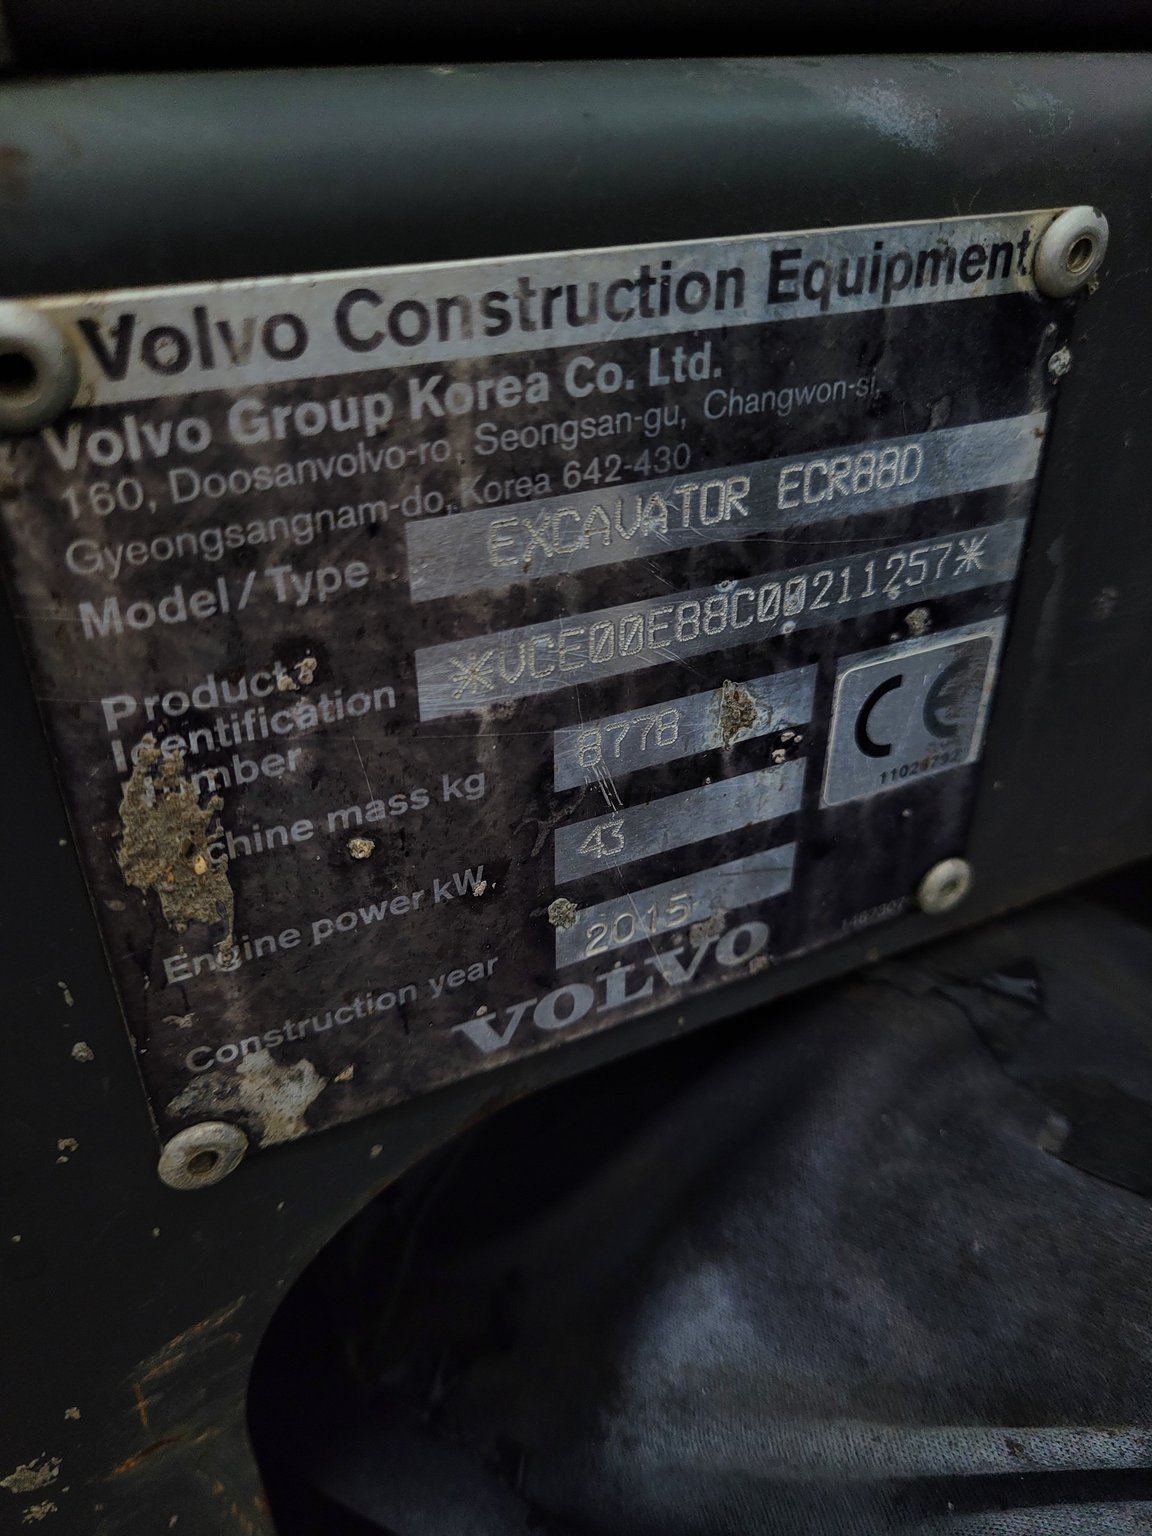 Volvo Construction Equipment
Volvo Group Korea Co. Ltd.
160, Doosanvolvo-ro, Seongsan-gu, Changwon-si,
Gyeongsangnam-do, Korea 642-430
Model/Type EXCAVATOR ECR88D
Product
Identification
Number *VCE00E88C00211257*
Machine mass kg 8778
Engine power kW 43
Construction year 2015
CE
VOLVO